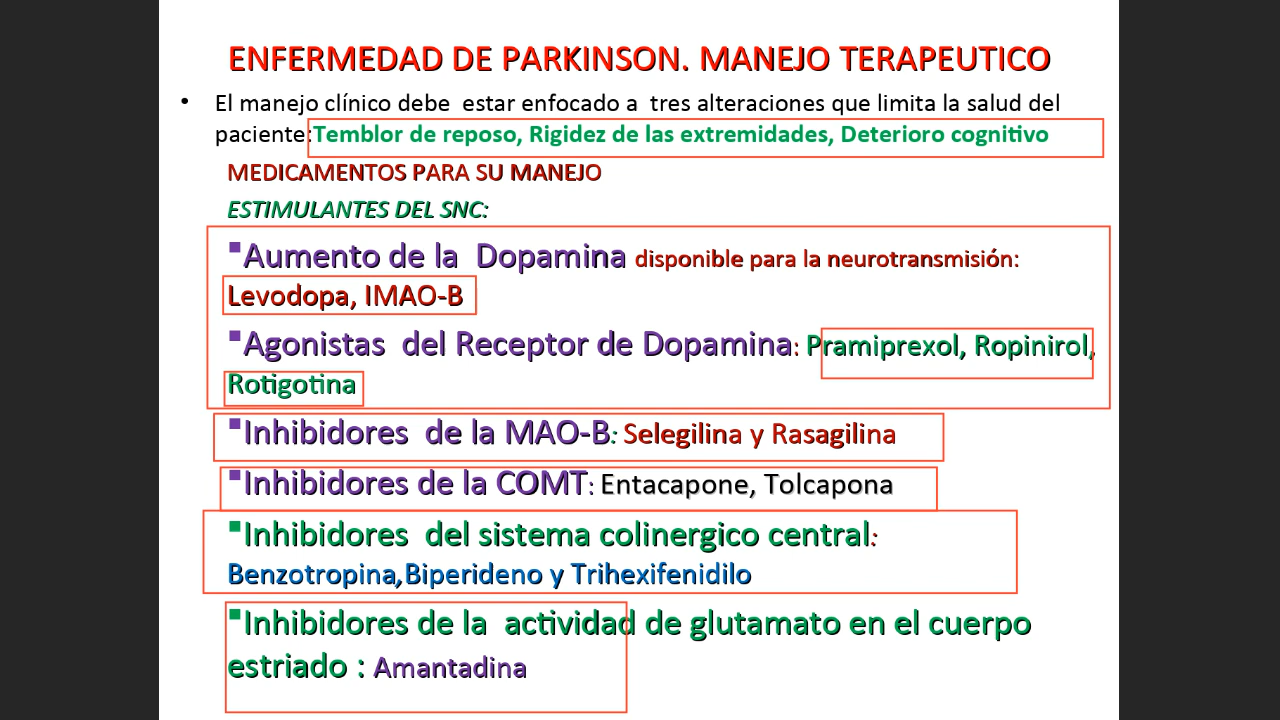 ENFERMEDAD DE PARKINSON. MANEJO TERAPEUTICO
• El manejo clínico debe estar enfocado a tres alteraciones que limita la salud del
paciente:Temblor de reposo, Rigidez de las extremidades, Deterioro cognitivo
MEDICAMENTOS PARA SU MANEJO
ESTIMULANTES DEL SNC:
▪Aumento de la Dopamina disponible para la neurotransmisión:
Levodopa, IMAO-B
▪Agonistas del Receptor de Dopamina: Pramiprexol, Ropinirol,
Rotigotina
▪Inhibidores de la MAO-B: Selegilina y Rasagilina
▪Inhibidores de la COMT: Entacapone, Tolcapona
▪Inhibidores del sistema colinergico central:
Benzotropina,Biperideno y Trihexifenidilo
▪Inhibidores de la actividad de glutamato en el cuerpo
estriado : Amantadina